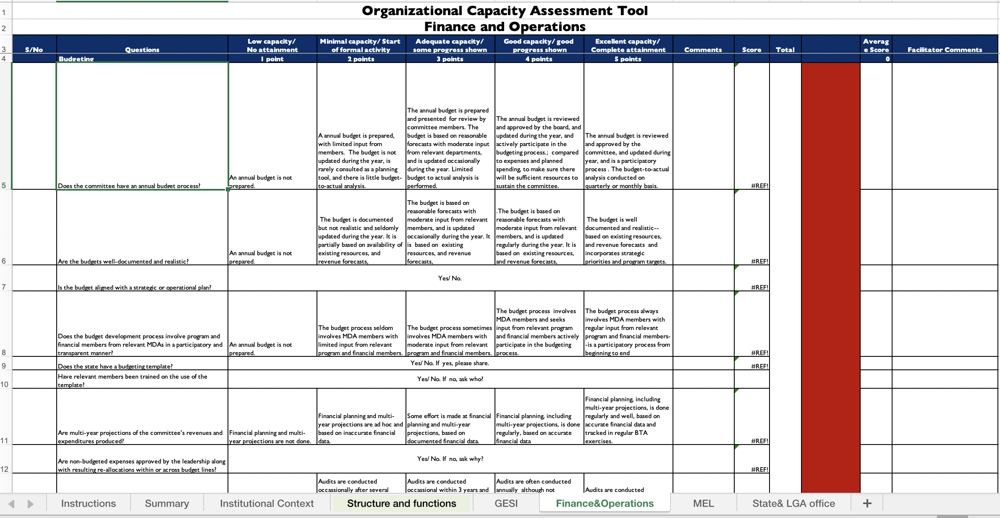 1
Organizational Capacity Assessment Tool
2
Finance and Operations
3
S/No
Questions
Low capacity/
No attainment
Minimal capacity/ Start
of formal activity
Adequate capacity/
some progress shown
Good capacity/ good
progress shown
Excellent capacity/
Complete attainment
Comments
Score
Total
Averag
e Score
Facilitator Comments
4
Budgeting
1 point
2 points
3 points
4 points
5 points
0
5
Does the committee have an annual budget process?
An annual budget is not
prepared.
A annual budget is prepared,
with limited input from
members.  The budget is not
updated during the year, is
rarely consulted as a planning
tool, and there is little budget-
to-actual analysis.
The annual budget is prepared
and presented  for review by
committee members. The
budget is based on reasonable
forecasts with moderate input
from relevant departments,
and is updated occasionally
during the year. Limited
budget to actual analysis is
performed.
The annual budget is reviewed
and approved by the board, and
updated during the year, and
actively participate in the
budgeting process.;  compared
to expenses and planned
spending, to make sure there
will be sufficient resources to
sustain the committee.
The annual budget is reviewed
and approved by the
committee, and updated during
year, and is a participatory
process . The budget-to-actual
analysis conducted on
quarterly or monthly basis.
#REF!
6
Are the budgets well-documented and realistic?
An annual budget is not
prepared.
The budget is documented
but not realistic and seldomly
updated during the year. It is
partially based on availability of
existing resources, and
revenue forecasts,
The budget is based on
reasonable forecasts with
moderate input from relevant
members, and is updated
occasionally during the year. It
is  based on  existing
resources, and revenue
forecasts,
.The budget is based on
reasonable forecasts with
moderate input from relevant
members, and is updated
regularly during the year. It is
based on  existing resources,
and revenue forecasts,
The budget is well
documented and realistic--
based on existing resources,
and revenue forecasts  and
incorporates strategic
priorities and program targets.
#REF!
7
Is the budget aligned with a strategic or operational plan?
Yes/ No.
#REF!
8
Does the budget development process involve program and
financial members from relevant MDAs in a participatory and
transparent manner?
An annual budget is not
prepared.
The budget process seldom
involves MDA members with
limited input from relevant
program and financial members.
The budget process sometimes
involves MDA members with
moderate input from relevant
program and financial members.
The budget process  involves
MDA members and seeks
input from relevant program
and financial members actively
participate in the budgeting
process.
The budget process always
involves MDA members with
regular input from relevant
program and financial members-
-is a participatory process from
beginning to end
#REF!
9
Does the state have a budgeting template?
Yes/ No. If  yes, please share.
#REF!
10
Have relevant members been trained on the use of the
template?
Yes/ No. If  no, ask who?
11
Are multi-year projections of the committee's revenues and
expenditures produced?
Financial planning and multi-
year projections are not done.
Financial planning and multi-
year projections are ad hoc and
based on inaccurate financial
data.
Some effort is made at financial
planning and multi-year
projections, based on
documented financial data.
Financial planning, including
multi-year projections, is done
regularly, based on accurate
financial data
Financial planning, including
multi-year projections, is done
regularly and well, based on
accurate financial data and
tracked in regular BTA
exercises.
#REF!
12
Are non-budgeted expenses approved by the leadership along
with resulting re-allocations within or across budget lines?
Yes/ No. If  no, ask why?
#REF!
Audits are conducted
occassionally after several
Audits are conducted
occassional within 3 years and
Audits are often conducted
annually  although not
Audits are conducted
Instructions
Summary
Institutional Context
Structure and functions
GESI
Finance&Operations
MEL
State& LGA office
+